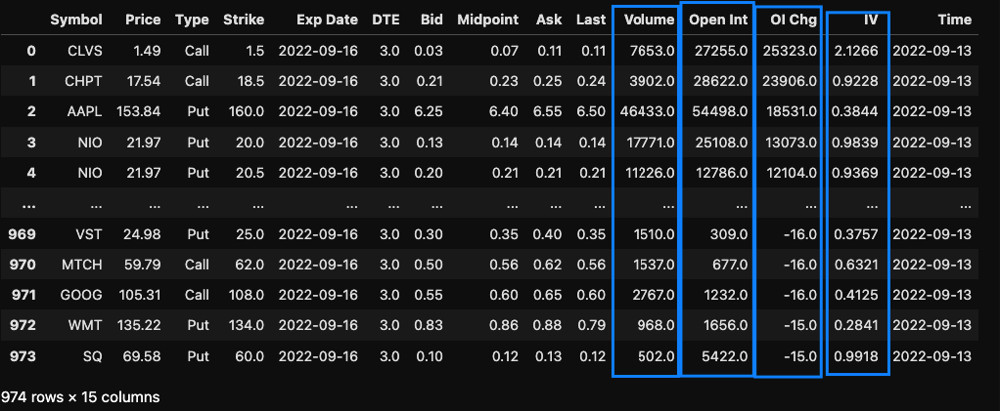 Symbol Price Type Strike Exp Date DTE Bid Midpoint Ask Last Volume Open Int OI Chg IV Time
0 CLVS 1.49 Call 1.5 2022-09-16 3.0 0.03 0.07 0.11 0.11 7653.0 27255.0 25323.0 2.1266 2022-09-13
1 CHPT 17.54 Call 18.5 2022-09-16 3.0 0.21 0.23 0.25 0.24 3902.0 28622.0 23906.0 0.9228 2022-09-13
2 AAPL 153.84 Put 160.0 2022-09-16 3.0 6.25 6.40 6.55 6.50 46433.0 54498.0 18531.0 0.3844 2022-09-13
3 NIO 21.97 Put 20.0 2022-09-16 3.0 0.13 0.14 0.14 0.14 17771.0 25108.0 13073.0 0.9839 2022-09-13
4 NIO 21.97 Put 20.5 2022-09-16 3.0 0.20 0.21 0.21 0.21 11226.0 12786.0 12104.0 0.9369 2022-09-13
... ... ... ... ... ... ... ... ... ... ... ... ... ... ... ...
969 VST 24.98 Put 25.0 2022-09-16 3.0 0.30 0.35 0.40 0.35 1510.0 309.0 -16.0 0.3757 2022-09-13
970 MTCH 59.79 Call 62.0 2022-09-16 3.0 0.50 0.56 0.62 0.56 1537.0 677.0 -16.0 0.6321 2022-09-13
971 GOOG 105.31 Call 108.0 2022-09-16 3.0 0.55 0.60 0.65 0.60 2767.0 1232.0 -16.0 0.4125 2022-09-13
972 WMT 135.22 Put 134.0 2022-09-16 3.0 0.83 0.86 0.88 0.79 968.0 1656.0 -15.0 0.2841 2022-09-13
973 SQ 69.58 Put 60.0 2022-09-16 3.0 0.10 0.12 0.13 0.12 502.0 5422.0 -15.0 0.9918 2022-09-13
974 rows × 15 columns